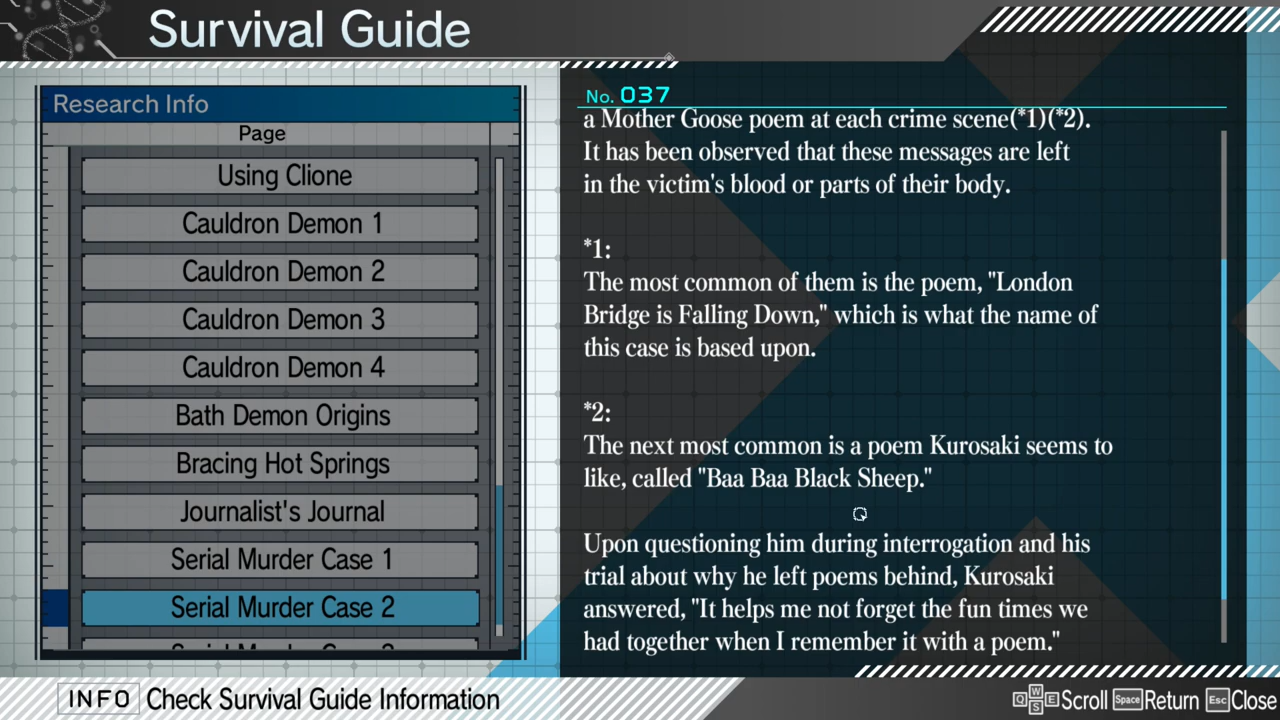 Survival Guide
Research Info
Page
Using Clione
Cauldron Demon 1
Cauldron Demon 2
Cauldron Demon 3
Cauldron Demon 4
Bath Demon Origins
Bracing Hot Springs
Journalist's Journal
Serial Murder Case 1
Serial Murder Case 2
No. 037
a Mother Goose poem at each crime scene(*1)(*2).
It has been observed that these messages are left
in the victim's blood or parts of their body.
*1:
The most common of them is the poem, "London
Bridge is Falling Down," which is what the name of
this case is based upon.
*2:
The next most common is a poem Kurosaki seems to
like, called "Baa Baa Black Sheep."
Upon questioning him during interrogation and his
trial about why he left poems behind, Kurosaki
answered, "It helps me not forget the fun times we
had together when I remember it with a poem."
INFO Check Survival Guide Information
Q W S E Scroll Space Return Esc Close